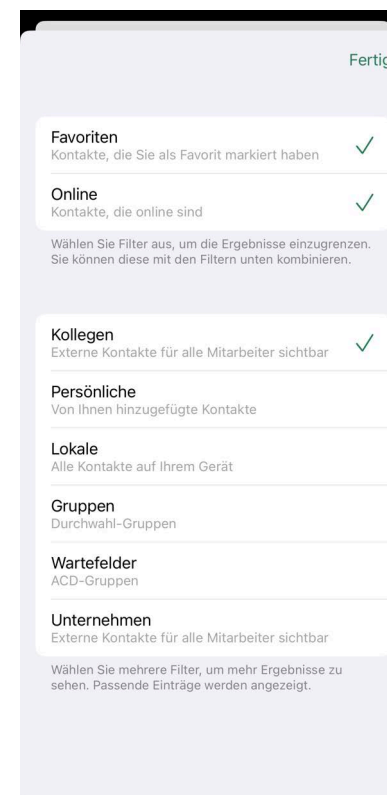 Fertig
Favoriten
Kontakte, die Sie als Favorit markiert haben
Online
Kontakte, die online sind
Wählen Sie Filter aus, um die Ergebnisse einzugrenzen.
Sie können diese mit den Filtern unten kombinieren.
Kollegen
Externe Kontakte für alle Mitarbeiter sichtbar
Persönliche
Von Ihnen hinzugefügte Kontakte
Lokale
Alle Kontakte auf Ihrem Gerät
Gruppen
Durchwahl-Gruppen
Wartefelder
ACD-Gruppen
Unternehmen
Externe Kontakte für alle Mitarbeiter sichtbar
Wählen Sie mehrere Filter, um mehr Ergebnisse zu
sehen. Passende Einträge werden angezeigt.